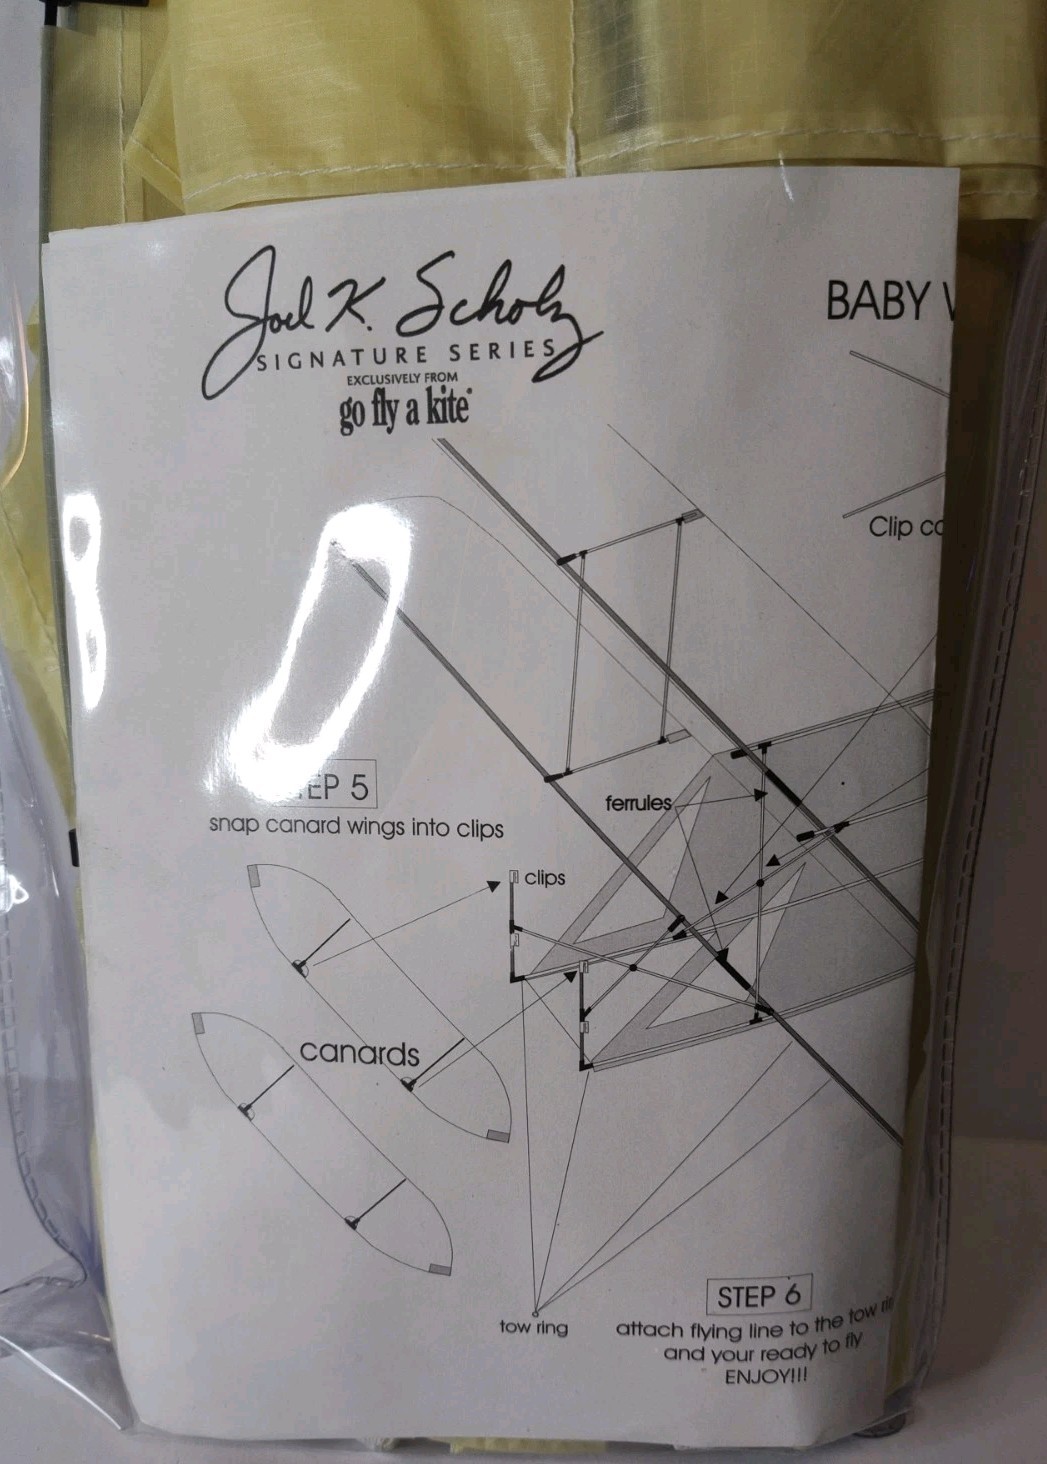 Joel K. Scholz
SIGNATURE SERIES
EXCLUSIVELY FROM
go fly a kite
BABY
Clip
ferrules
STEP 5
snap canard wings into clips
clips
canards
tow ring
STEP 6
attach flying line to the tow
and your ready to fly
ENJOY!!!